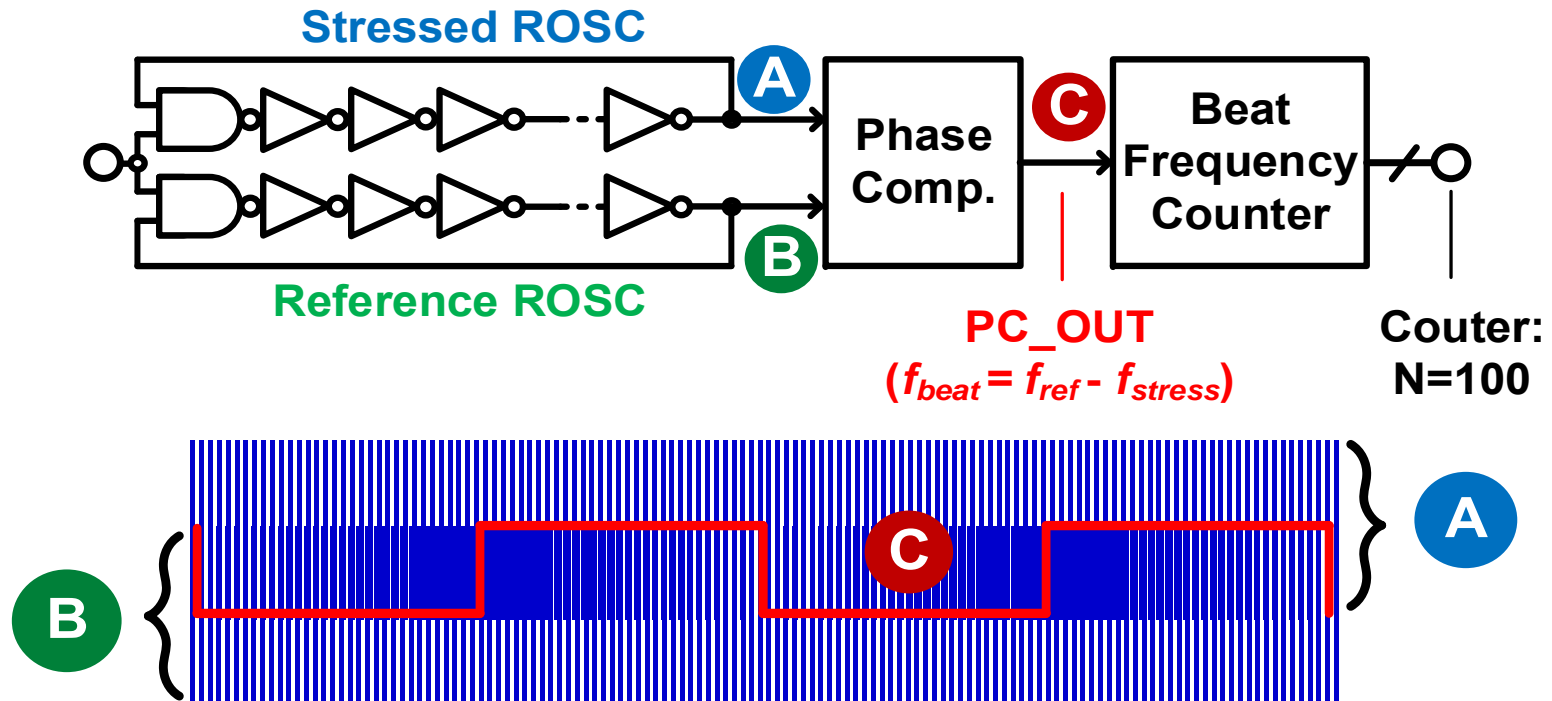 Stressed ROSC
A
B
Reference ROSC
Phase
Comp.
C
Beat
Frequency
Counter
PC_OUT
(fbeat = fref - fstress)
Couter:
N=100
A
C
B